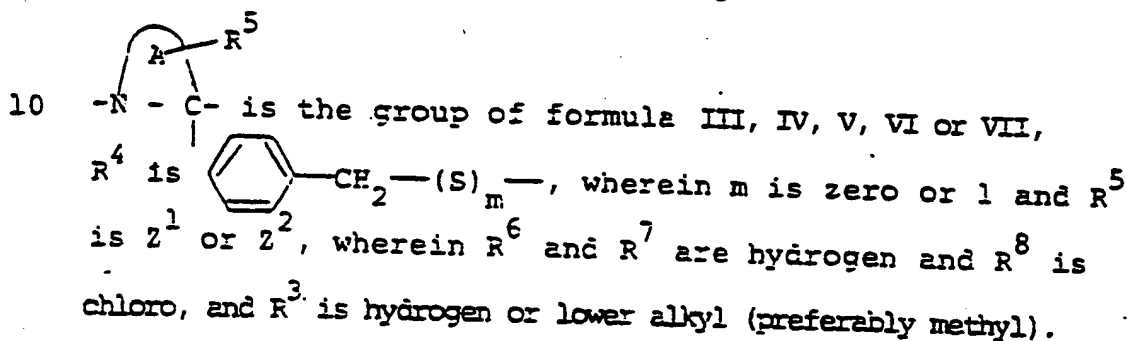 A R⁵
10 -N - C- is the group of formula III, IV, V, VI or VII,
R⁴ is CH₂—(S)ₘ—, wherein m is zero or 1 and R⁵
is Z¹ or Z², wherein R⁶ and R⁷ are hydrogen and R⁸ is
chloro, and R³ is hydrogen or lower alkyl (preferably methyl).